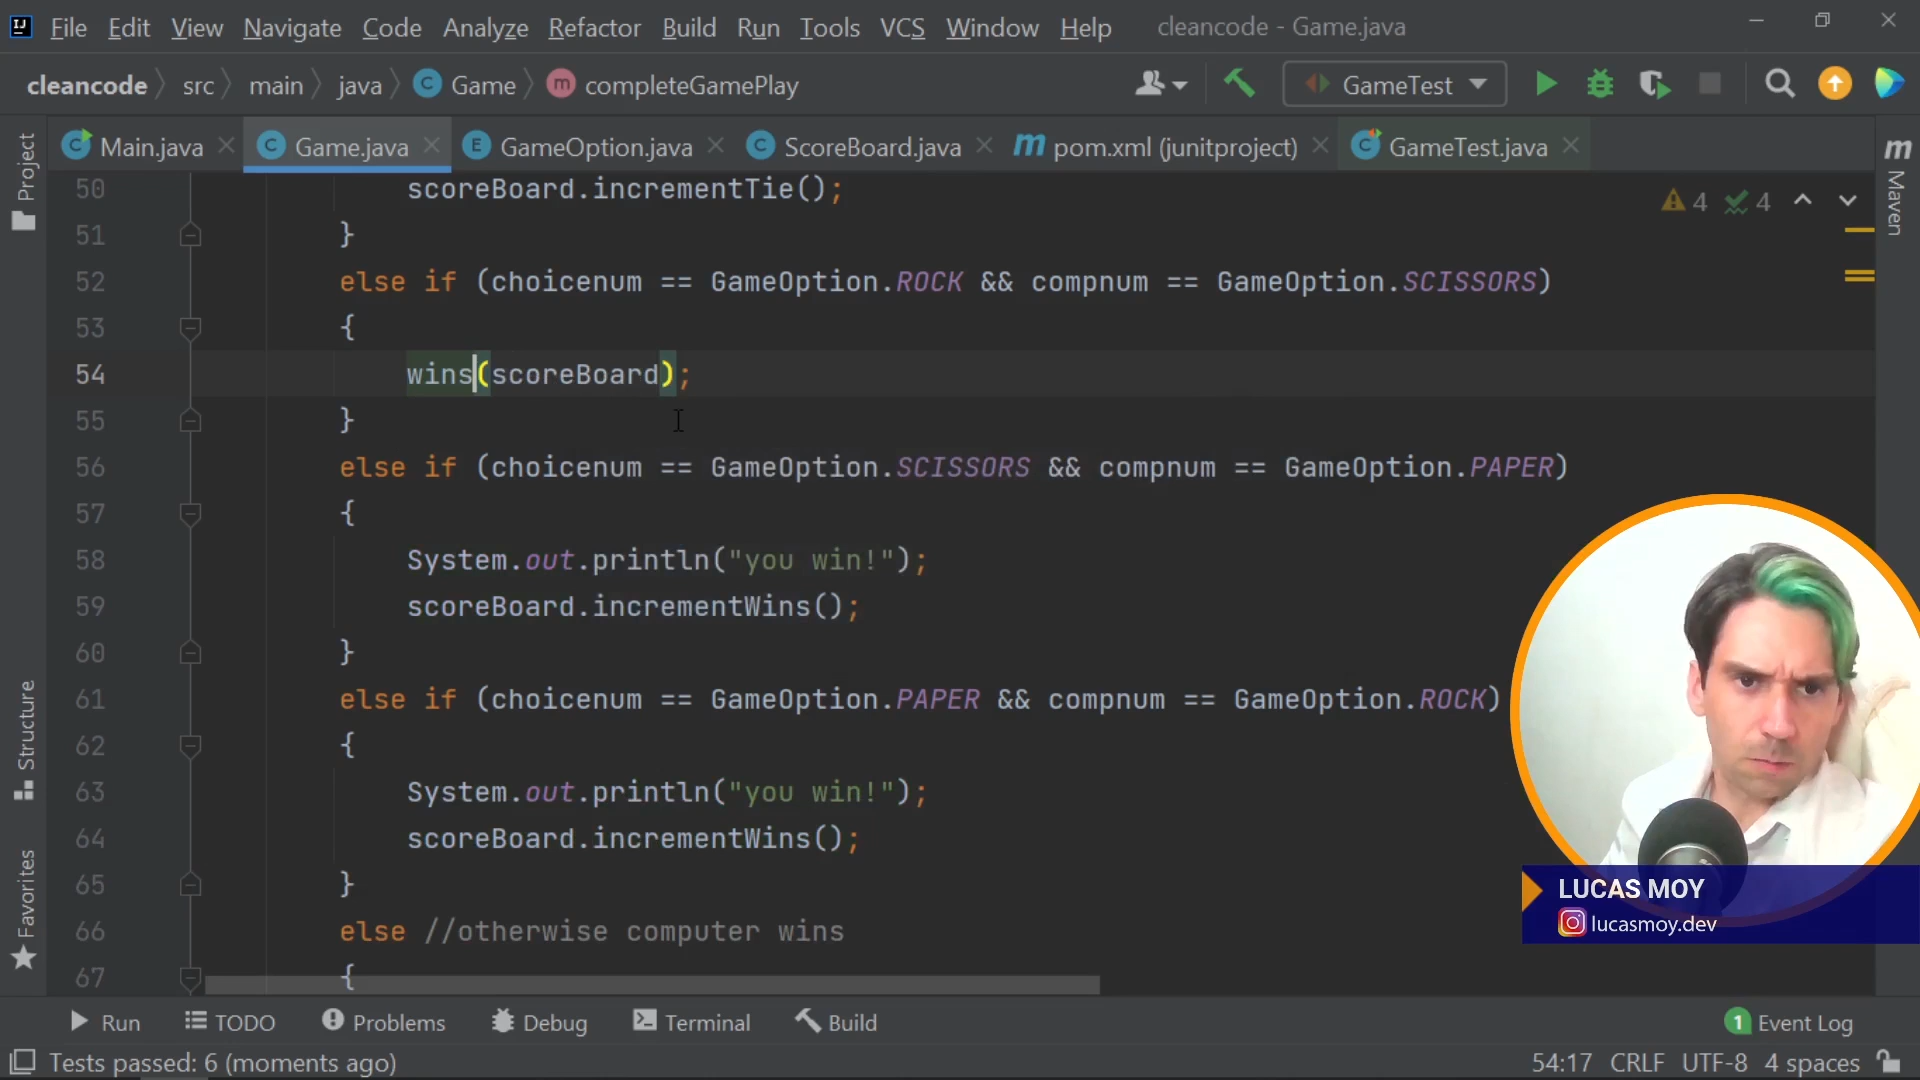 IJ File Edit View Navigate Code Analyze Refactor Build Run Tools VCS Window Help cleancode - Game.java
cleancode src main java C Game m completeGamePlay GameTest
C Main.java C Game.java E GameOption.java C ScoreBoard.java m pom.xml (junitproject) C GameTest.java
Project
Structure
Favorites
m Maven
4 4
50 scoreBoard.incrementTie();
51 }
52 else if (choicenum == GameOption.ROCK && compnum == GameOption.SCISSORS)
53 {
54 wins(scoreBoard);
55 }
56 else if (choicenum == GameOption.SCISSORS && compnum == GameOption.PAPER)
57 {
58 System.out.println("you win!");
59 scoreBoard.incrementWins();
60 }
61 else if (choicenum == GameOption.PAPER && compnum == GameOption.ROCK)
62 {
63 System.out.println("you win!");
64 scoreBoard.incrementWins();
65 }
66 else //otherwise computer wins
67 {
LUCAS MOY
lucasmoy.dev
Run TODO Problems Debug Terminal Build 1 Event Log
Tests passed: 6 (moments ago) 54:17 CRLF UTF-8 4 spaces